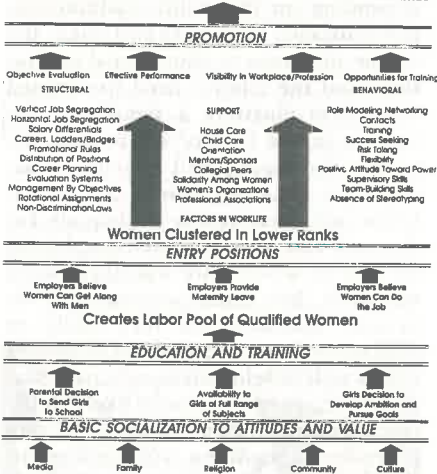 PROMOTION
Objective Evaluation
Effective Performance
Visibility In Workplace/Profession
Opportunities for Training
STRUCTURAL
Vertical Job Segregation
Horizontal Job Segregation
Salary Differentials
Careers, Ladders/Bridges
Promotional Rules
Distribution of Positions
Career Planning
Evaluation Systems
Management By Objectives
Rotational Assignments
Non-DiscriminationLaws
SUPPORT
House Care
Child Care
Orientation
Mentors/Sponsors
Collegial Peers
Solidarity Among Women
Women's Organizations
Professional Associations
BEHAVIORAL
Role Modeling Networking
Contacts
Training
Success Seeking
Risk Taking
Flexibility
Positive Attitude Toward Power
Supervisory Skills
Team-Building Skills
Absence of Stereotyping
FACTORS IN WORKLIFE
Women Clustered In Lower Ranks
ENTRY POSITIONS
Employers Believe
Women Can Get Along
With Men
Employers Provide
Maternity Leave
Employers Believe
Women Can Do
the Job
Creates Labor Pool of Qualified Women
EDUCATION AND TRAINING
Parental Decision
to Send Girls
to School
Availability to
Girls of Full Range
of Subjects
Girls Decision to
Develop Ambition and
Pursue Goals
BASIC SOCIALIZATION TO ATTITUDES AND VALUE
Media
Family
Religion
Community
Culture